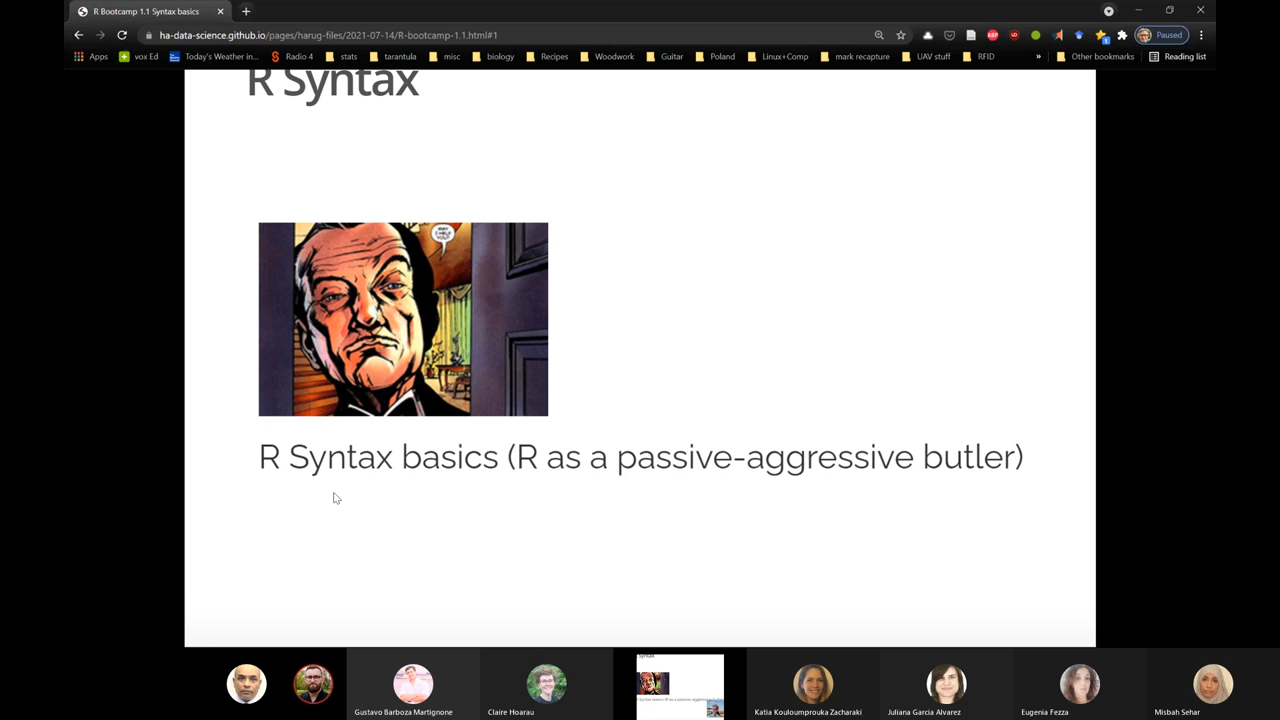 R Bootcamp 1.1 Syntax basics
ha-data-science.github.io/pages/harug-files/2021-07-14/R-bootcamp-1.1.html#1
Paused
Apps vox Ed Today's Weather in... Radio 4 stats tarantula misc biology Recipes Woodwork Guitar Poland Linux+Comp mark recapture UAV stuff RFID » Other bookmarks Reading list
R Syntax
MAY I HELP YOU?
R Syntax basics (R as a passive-aggressive butler)
Gustavo Barboza Martignone Claire Hoarau Katia Kouloumprouka Zacharaki Juliana Garcia Alvarez Eugenia Fezza Misbah Sehar